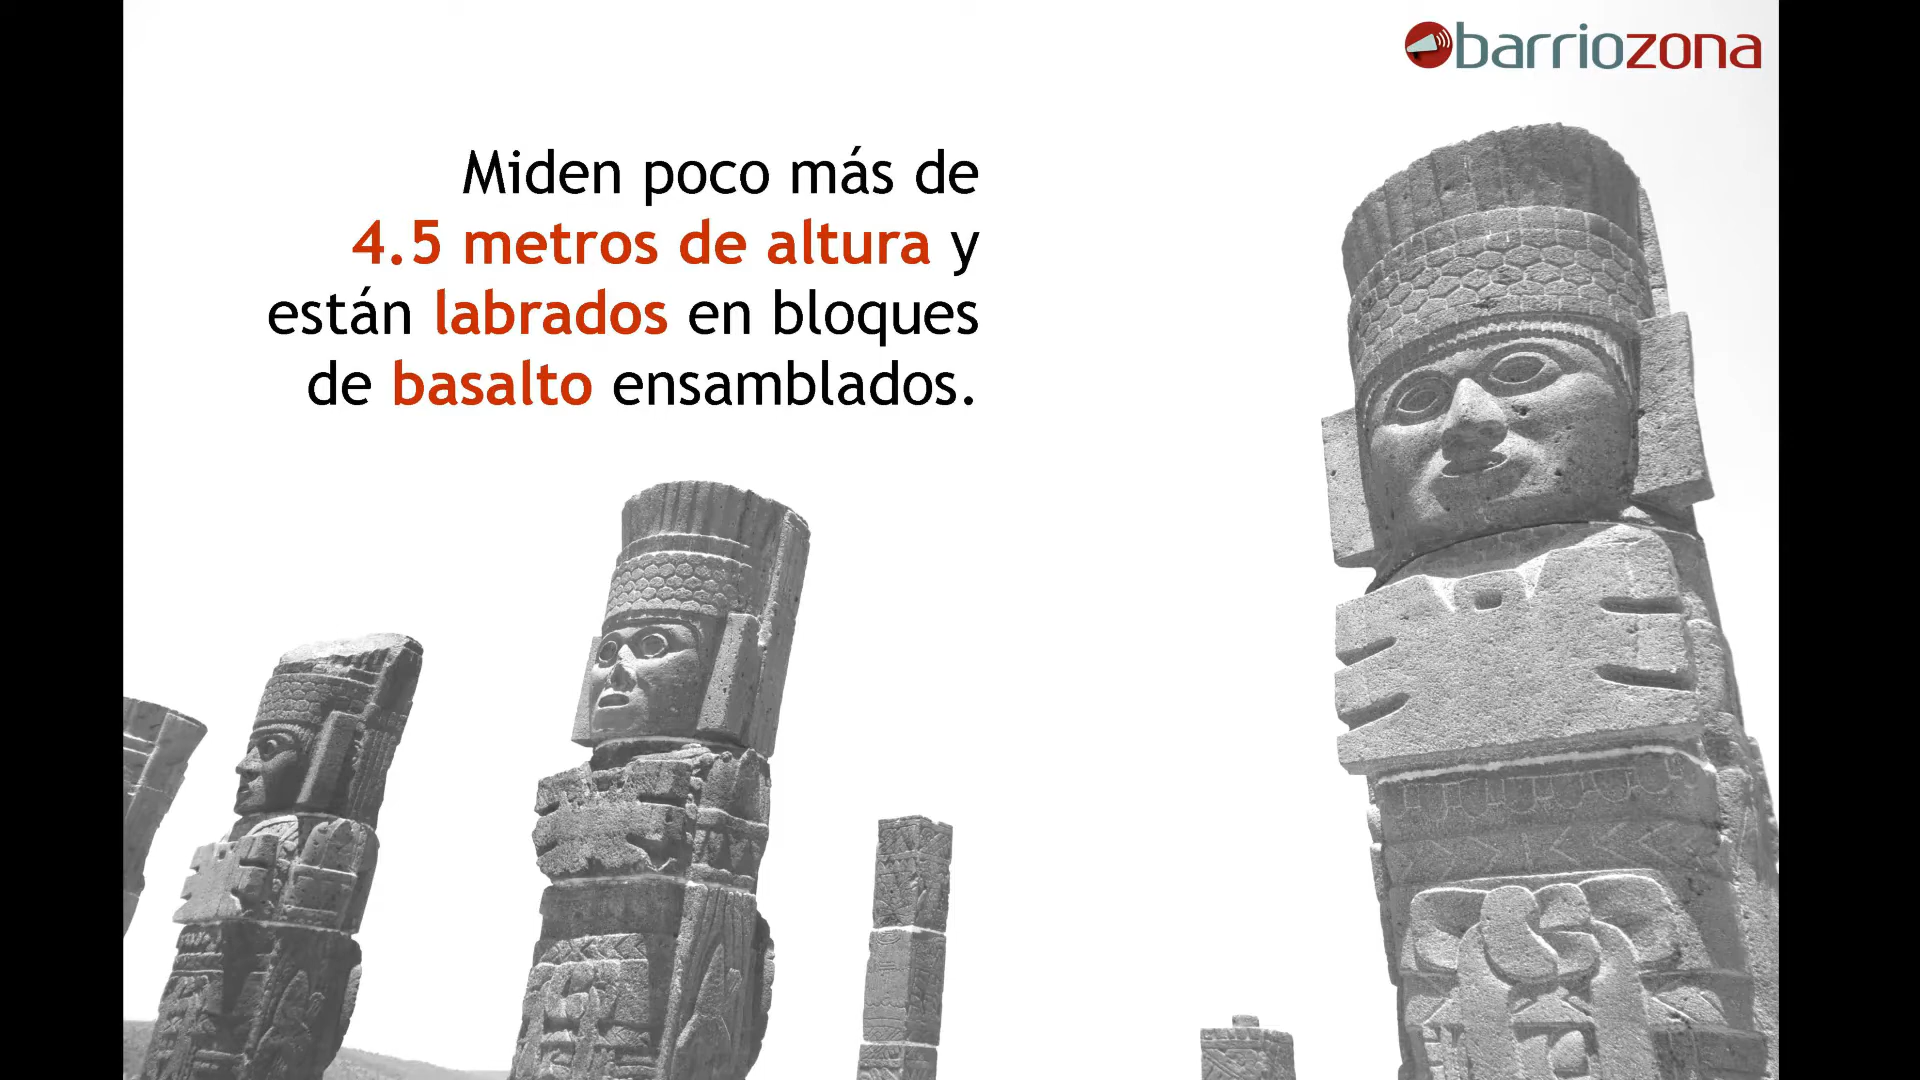 barriozona
Miden poco más de
4.5 metros de altura y
están labrados en bloques
de basalto ensamblados.